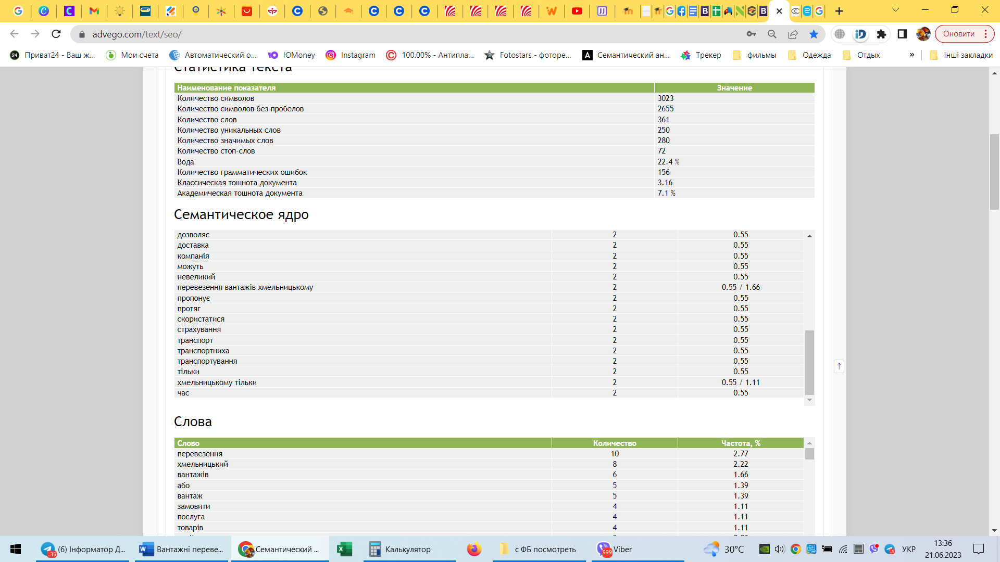 advego.com/text/seo/
Оновити
Приват24 - Ваш ж...
Мои счета
Автоматический о...
ЮMoney
Instagram
100.00% - Антипла...
Fotostars - фоторе...
Семантический ан...
Трекер
фильмы
Одежда
Отдых
»
Інші закладки
Статистика текста
Наименование показателя Значение
Количество символов 3023
Количество символов без пробелов 2655
Количество слов 361
Количество уникальных слов 250
Количество значимых слов 280
Количество стоп-слов 72
Вода 22.4 %
Количество грамматических ошибок 156
Классическая тошнота документа 3.16
Академическая тошнота документа 7.1 %
Семантическое ядро
дозволяє 2 0.55
доставка 2 0.55
компанія 2 0.55
можуть 2 0.55
невеликий 2 0.55
перевезення вантажів хмельницькому 2 0.55 / 1.66
пропонує 2 0.55
протяг 2 0.55
скористатися 2 0.55
страхування 2 0.55
транспорт 2 0.55
транспортниха 2 0.55
транспортування 2 0.55
тільки 2 0.55
хмельницькому тільки 2 0.55 / 1.11
час 2 0.55
Слова
Слово Количество Частота, %
перевезення 10 2.77
хмельницький 8 2.22
вантажів 6 1.66
або 5 1.39
вантаж 5 1.39
замовити 4 1.11
послуга 4 1.11
товарів 4 1.11
(6) Інформатор Д...
Вантажні переве...
Семантический ...
Калькулятор
с ФБ посмотреть
Viber
30°C
УКР
13:36
21.06.2023